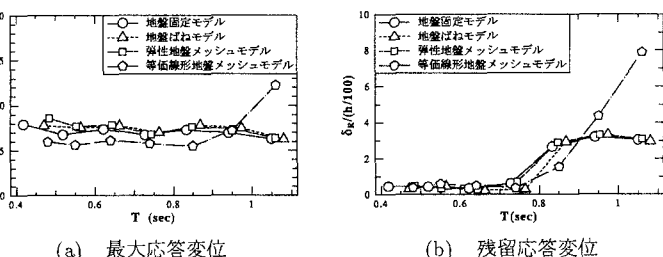 地盤固定モデル
地盤ばねモデル
弾性地盤メッシュモデル
等価線形地盤メッシュモデル
0.4 0.6 0.8 1
T (sec)
(a) 最大応答変位
地盤固定モデル
地盤ばねモデル
弾性地盤メッシュモデル
等価線形地盤メッシュモデル
δR/(h/100)
10
8
6
4
2
0
0.4 0.6 0.8 1
T(sec)
(b) 残留応答変位